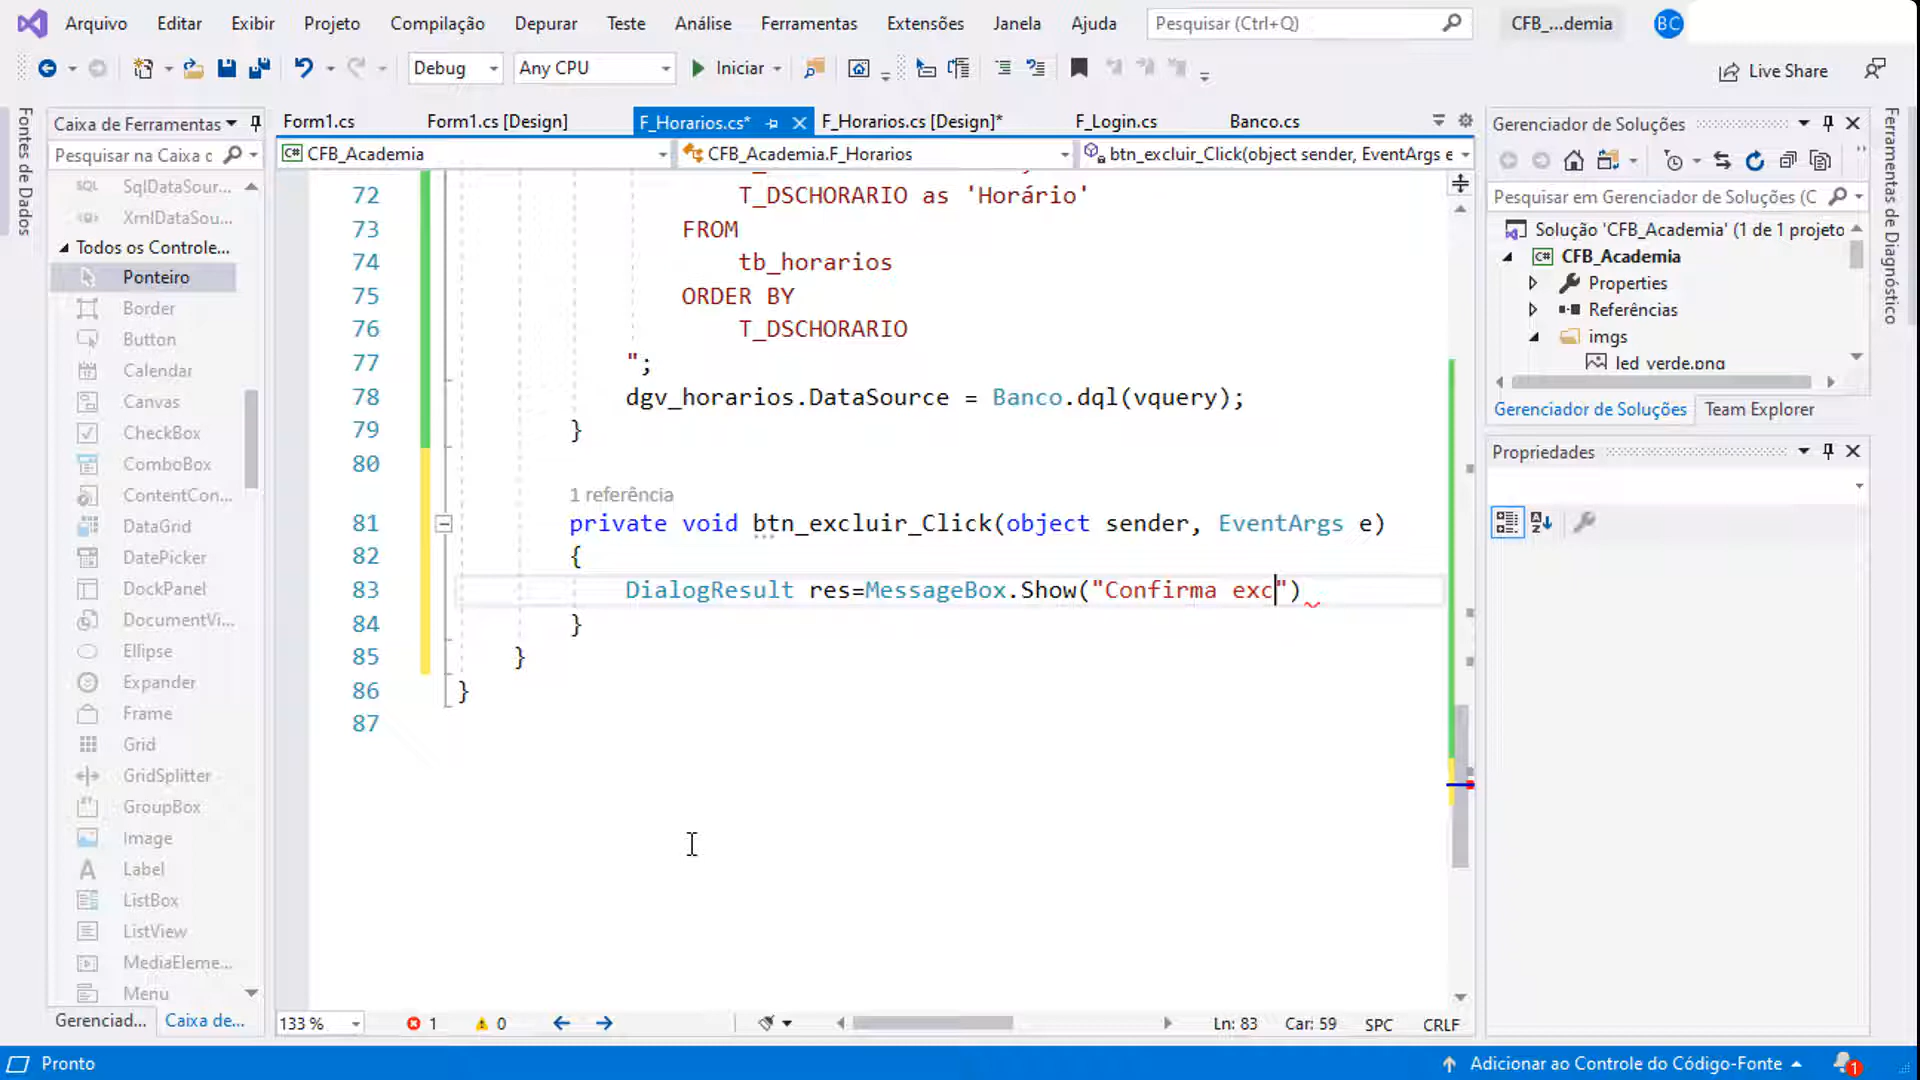 Arquivo Editar Exibir Projeto Compilação Depurar Teste Análise Ferramentas Extensões Janela Ajuda Pesquisar (Ctrl+Q) CFB_...demia BC
Debug Any CPU Iniciar Live Share
Fontes de Dados
Caixa de Ferramentas
Pesquisar na Caixa c
SqlDataSour...
XmlDataSou...
Todos os Controle...
Ponteiro
Border
Button
Calendar
Canvas
CheckBox
ComboBox
ContentCon...
DataGrid
DatePicker
DockPanel
DocumentVi...
Ellipse
Expander
Frame
Grid
GridSplitter
GroupBox
Image
Label
ListBox
ListView
MediaEleme...
Menu
Gerenciad... Caixa de...
Form1.cs Form1.cs [Design] F_Horarios.cs* F_Horarios.cs [Design]* F_Login.cs Banco.cs
CFB_Academia CFB_Academia.F_Horarios btn_excluir_Click(object sender, EventArgs e
72 T_DSCHORARIO as 'Horário'
73 FROM
74 tb_horarios
75 ORDER BY
76 T_DSCHORARIO
77 ";
78 dgv_horarios.DataSource = Banco.dql(vquery);
79 }
80
1 referência
81 private void btn_excluir_Click(object sender, EventArgs e)
82 {
83 DialogResult res=MessageBox.Show("Confirma exc")
84 }
85 }
86 }
87
133 % 1 0 Ln: 83 Car: 59 SPC CRLF
Gerenciador de Soluções
Pesquisar em Gerenciador de Soluções (C
Solução 'CFB_Academia' (1 de 1 projeto
C# CFB_Academia
Properties
Referências
imgs
led_verde.png
Gerenciador de Soluções Team Explorer
Propriedades
Ferramentas de Diagnóstico
Pronto Adicionar ao Controle do Código-Fonte 1